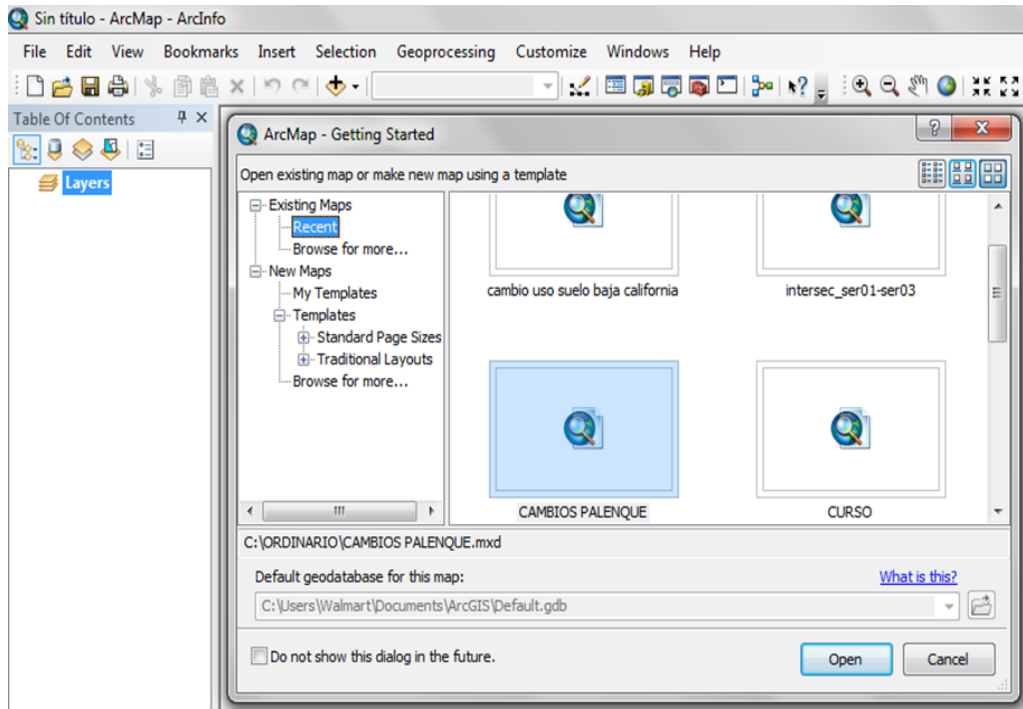 Sin título - ArcMap - ArcInfo
File Edit View Bookmarks Insert Selection Geoprocessing Customize Windows Help
Table Of Contents
Layers
ArcMap - Getting Started
Open existing map or make new map using a template
Existing Maps
Recent
Browse for more...
New Maps
My Templates
Templates
Standard Page Sizes
Traditional Layouts
Browse for more...
cambio uso suelo baja california
intersec_ser01-ser03
CAMBIOS PALENQUE
CURSO
C:\ORDINARIO\CAMBIOS PALENQUE.mxd
Default geodatabase for this map:
What is this?
C:\Users\Walmart\Documents\ArcGIS\Default.gdb
Do not show this dialog in the future.
Open
Cancel